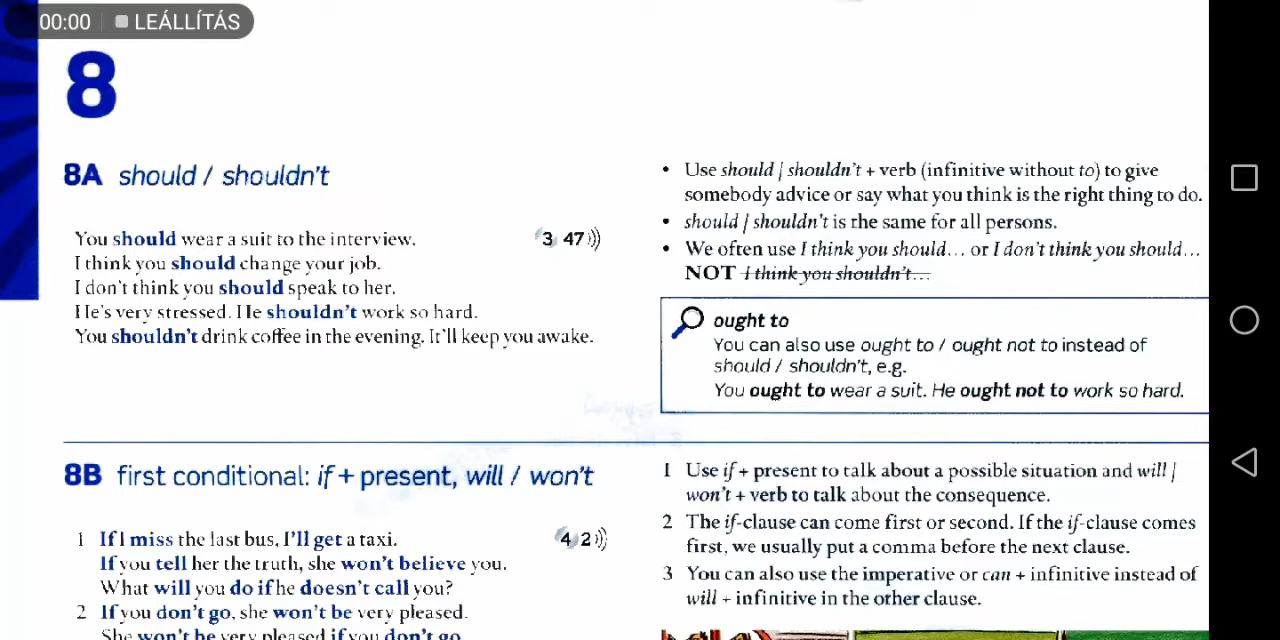 00:00 LEÁLLÍTÁS
8
8A should / shouldn't
You should wear a suit to the interview. 3 47
I think you should change your job.
I don't think you should speak to her.
He's very stressed. He shouldn't work so hard.
You shouldn't drink coffee in the evening. It'll keep you awake.
• Use should / shouldn't + verb (infinitive without to) to give
somebody advice or say what you think is the right thing to do.
• should / shouldn't is the same for all persons.
• We often use I think you should… or I don't think you should…
NOT I think you shouldn't…
ought to
You can also use ought to / ought not to instead of
should / shouldn't, e.g.
You ought to wear a suit. He ought not to work so hard.
8B first conditional: if + present, will / won't
1 If I miss the last bus, I'll get a taxi. 4 2
If you tell her the truth, she won't believe you.
What will you do if he doesn't call you?
2 If you don't go, she won't be very pleased.
She won't be very pleased if you don't go.
1 Use if + present to talk about a possible situation and will /
won't + verb to talk about the consequence.
2 The if-clause can come first or second. If the if-clause comes
first, we usually put a comma before the next clause.
3 You can also use the imperative or can + infinitive instead of
will + infinitive in the other clause.